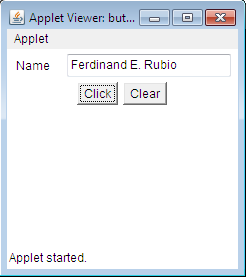 Applet Viewer: but...
Applet
Name Ferdinand E. Rubio
Click Clear
Applet started.